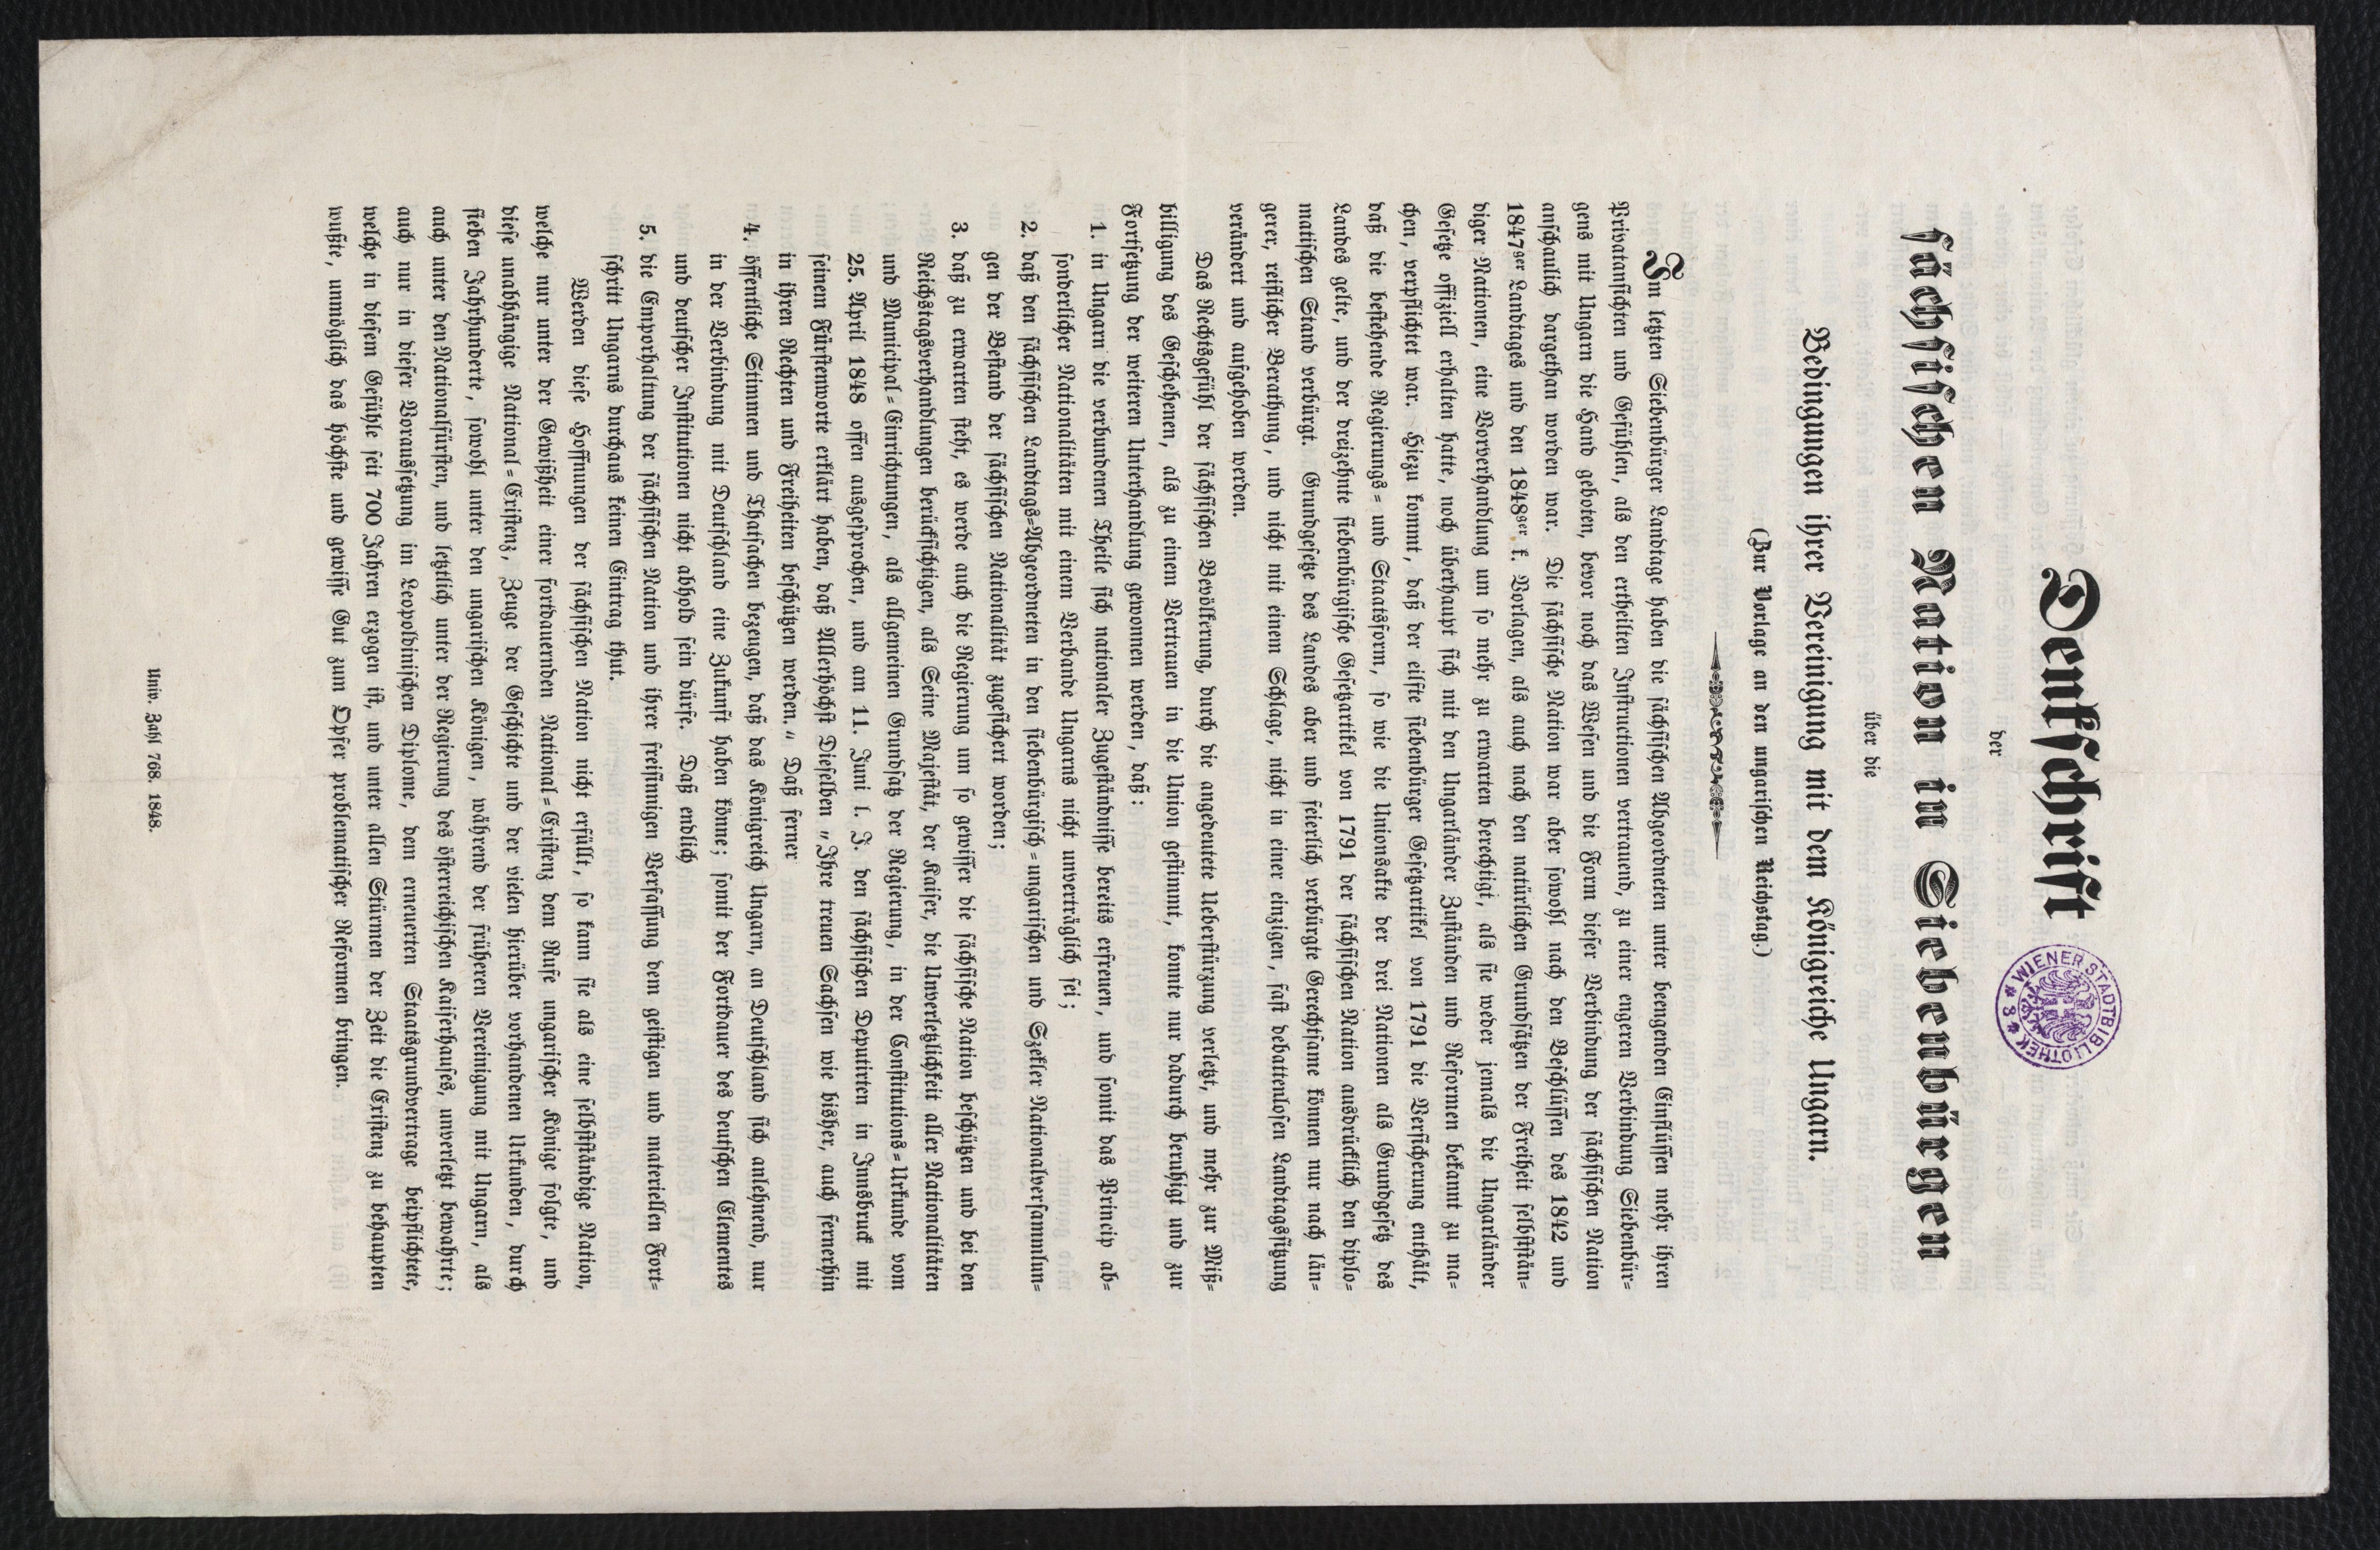 Denkschrift
der
sächsischen Nation in Siebenbürgen
über die
Bedingungen ihrer Vereinigung mit dem Königreiche Ungarn.
(Zur Vorlage an den ungarischen Reichstag.)
WIENER STADTBIBLIOTHEK
Im letzten Siebenbürger Landtage haben die sächsischen Abgeordneten unter beengenden Einflüssen mehr ihren
Privatansichten und Gefühlen, als den ertheilten Instructionen vertrauend, zu einer engeren Verbindung Siebenbür-
gens mit Ungarn die Hand geboten, bevor noch das Wesen und die Form dieser Verbindung der sächsischen Nation
anschaulich dargethan worden war. Die sächsische Nation war aber sowohl nach den Beschlüssen des 1842 und
1847ger Landtages und den 1848ger k. Vorlagen, als auch nach den natürlichen Grundsätzen der Freiheit selbststän-
diger Nationen, eine Vorverhandlung um so mehr zu erwarten berechtigt, als sie weder jemals die Ungarländer
Gesetze offiziell erhalten hatte, noch überhaupt sich mit den Ungarländer Zuständen und Reformen bekannt zu ma-
chen, verpflichtet war. Hiezu kommt, daß der eilfte siebenbürger Gesetzartikel von 1791 die Versicherung enthält,
daß die bestehende Regierungs- und Staatsform, so wie die Unionsakte der drei Nationen als Grundgesetz des
Landes gelte, und der dreizehnte siebenbürgische Gesetzartikel von 1791 der sächsischen Nation ausdrücklich den diplo-
matischen Stand verbürgt. Grundgesetze des Landes aber und feierlich verbürgte Gerechtsame können nur nach län-
gerer, reiflicher Berathung, und nicht mit einem Schlage, nicht in einer einzigen, fast debattenlosen Landtagssitzung
verändert und aufgehoben werden.
Das Rechtsgefühl der sächsischen Bevölkerung, durch die angedeutete Ueberstürzung verletzt, und mehr zur Miß-
billigung des Geschehenen, als zu einem Vertrauen in die Union gestimmt, konnte nur dadurch beruhigt und zur
Fortsetzung der weiteren Unterhandlung gewonnen werden, daß:
1. in Ungarn die verbundenen Theile sich nationaler Zugeständnisse bereits erfreuen, und somit das Princip ab-
sonderlicher Nationalitäten mit einem Verbande Ungarns nicht unverträglich sei;
2. daß den sächsischen Landtags-Abgeordneten in den siebenbürgisch-ungarischen und Szekler Nationalversammlun-
gen der Bestand der sächsischen Nationalität zugesichert worden;
3. daß zu erwarten steht, es werde auch die Regierung um so gewisser die sächsische Nation beschützen und bei den
Reichstagsverhandlungen berücksichtigen, als Seine Majestät, der Kaiser, die Unverletzlichkeit aller Nationalitäten
und Municipal-Einrichtungen, als allgemeinen Grundsatz der Regierung, in der Constitutions-Urkunde vom
25. April 1848 offen ausgesprochen, und am 11. Juni l. J. den sächsischen Deputirten in Innsbruck mit
seinem Fürstenworte erklärt haben, daß Allerhöchst Dieselben „Ihre treuen Sachsen wie bisher, auch fernerhin
in ihren Rechten und Freiheiten beschützen werden.“ Daß ferner
4. öffentliche Stimmen und Thatsachen bezeugen, daß das Königreich Ungarn, an Deutschland sich anlehnend, nur
in der Verbindung mit Deutschland eine Zukunft haben könne; somit der Fortdauer des deutschen Elementes
und deutscher Institutionen nicht abhold sein dürfe. Daß endlich
5. die Emporhaltung der sächsischen Nation und ihrer freisinnigen Verfassung dem geistigen und materiellen Fort-
schritt Ungarns durchaus keinen Eintrag thut.
Werden diese Hoffnungen der sächsischen Nation nicht erfüllt, so kann sie als eine selbstständige Nation,
welche nur unter der Gewißheit einer fortdauernden National-Existenz dem Rufe ungarischer Könige folgte, und
diese unabhängige National-Existenz, Zeuge der Geschichte und der vielen hierüber vorhandenen Urkunden, durch
sieben Jahrhunderte, sowohl unter den ungarischen Königen, während der früheren Vereinigung mit Ungarn, als
auch unter den Nationalfürsten, und letztlich unter der Regierung des österreichischen Kaiserhauses, unverletzt bewahrte;
auch nur in dieser Voraussetzung im Leopoldinischen Diplome, dem erneuerten Staatsgrundvertrage beipflichtete,
welche in diesem Gefühle seit 700 Jahren erzogen ist, und unter allen Stürmen der Zeit die Existenz zu behaupten
wußte, unmöglich das höchste und gewisse Gut zum Opfer problematischer Reformen bringen.
Univ. Zahl 768. 1848.